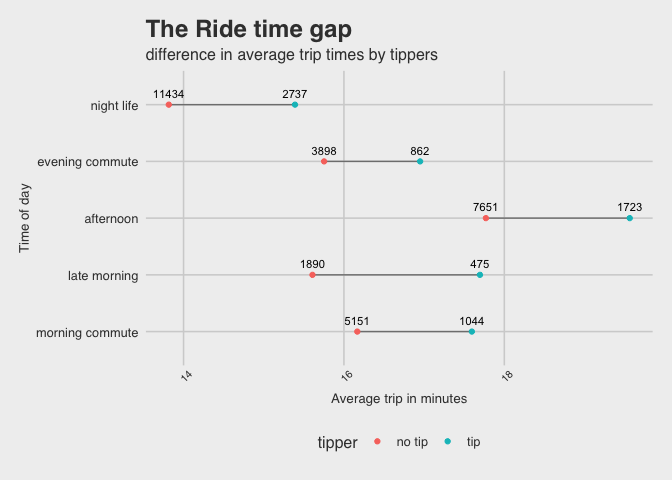 The Ride time gap
difference in average trip times by tippers
11434 2737
night life
3898 862
evening commute
7651 1723
afternoon
1890 475
late morning
5151 1044
morning commute
Time of day
14 16 18
Average trip in minutes
tipper no tip tip